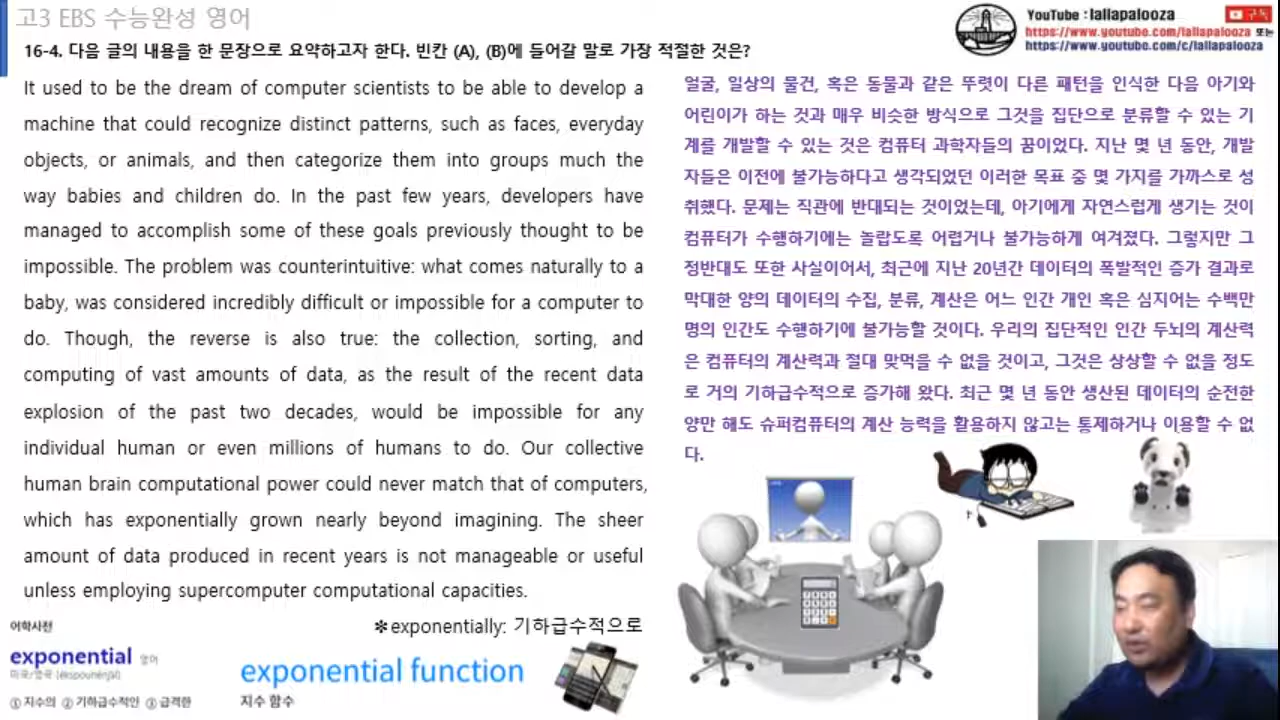 고3 EBS 수능완성 영어
YouTube : lallapalooza
구독
https://www.youtube.com/lallapalooza 또는
https://www.youtube.com/c/lallapalooza
16-4. 다음 글의 내용을 한 문장으로 요약하고자 한다. 빈칸 (A), (B)에 들어갈 말로 가장 적절한 것은?
It used to be the dream of computer scientists to be able to develop a
machine that could recognize distinct patterns, such as faces, everyday
objects, or animals, and then categorize them into groups much the
way babies and children do. In the past few years, developers have
managed to accomplish some of these goals previously thought to be
impossible. The problem was counterintuitive: what comes naturally to a
baby, was considered incredibly difficult or impossible for a computer to
do. Though, the reverse is also true: the collection, sorting, and
computing of vast amounts of data, as the result of the recent data
explosion of the past two decades, would be impossible for any
individual human or even millions of humans to do. Our collective
human brain computational power could never match that of computers,
which has exponentially grown nearly beyond imagining. The sheer
amount of data produced in recent years is not manageable or useful
unless employing supercomputer computational capacities.
✻exponentially: 기하급수적으로
얼굴, 일상의 물건, 혹은 동물과 같은 뚜렷이 다른 패턴을 인식한 다음 아기와
어린이가 하는 것과 매우 비슷한 방식으로 그것을 집단으로 분류할 수 있는 기
계를 개발할 수 있는 것은 컴퓨터 과학자들의 꿈이었다. 지난 몇 년 동안, 개발
자들은 이전에 불가능하다고 생각되었던 이러한 목표 중 몇 가지를 가까스로 성
취했다. 문제는 직관에 반대되는 것이었는데, 아기에게 자연스럽게 생기는 것이
컴퓨터가 수행하기에는 놀랍도록 어렵거나 불가능하게 여겨졌다. 그렇지만 그
정반대도 또한 사실이어서, 최근에 지난 20년간 데이터의 폭발적인 증가 결과로
막대한 양의 데이터의 수집, 분류, 계산은 어느 인간 개인 혹은 심지어는 수백만
명의 인간도 수행하기에 불가능할 것이다. 우리의 집단적인 인간 두뇌의 계산력
은 컴퓨터의 계산력과 절대 맞먹을 수 없을 것이고, 그것은 상상할 수 없을 정도
로 거의 기하급수적으로 증가해 왔다. 최근 몇 년 동안 생산된 데이터의 순전한
양만 해도 슈퍼컴퓨터의 계산 능력을 활용하지 않고는 통제하거나 이용할 수 없
다.
어학사전
exponential 영어
미국/영국
① 지수의 ② 기하급수적인 ③ 급격한
exponential function
지수 함수